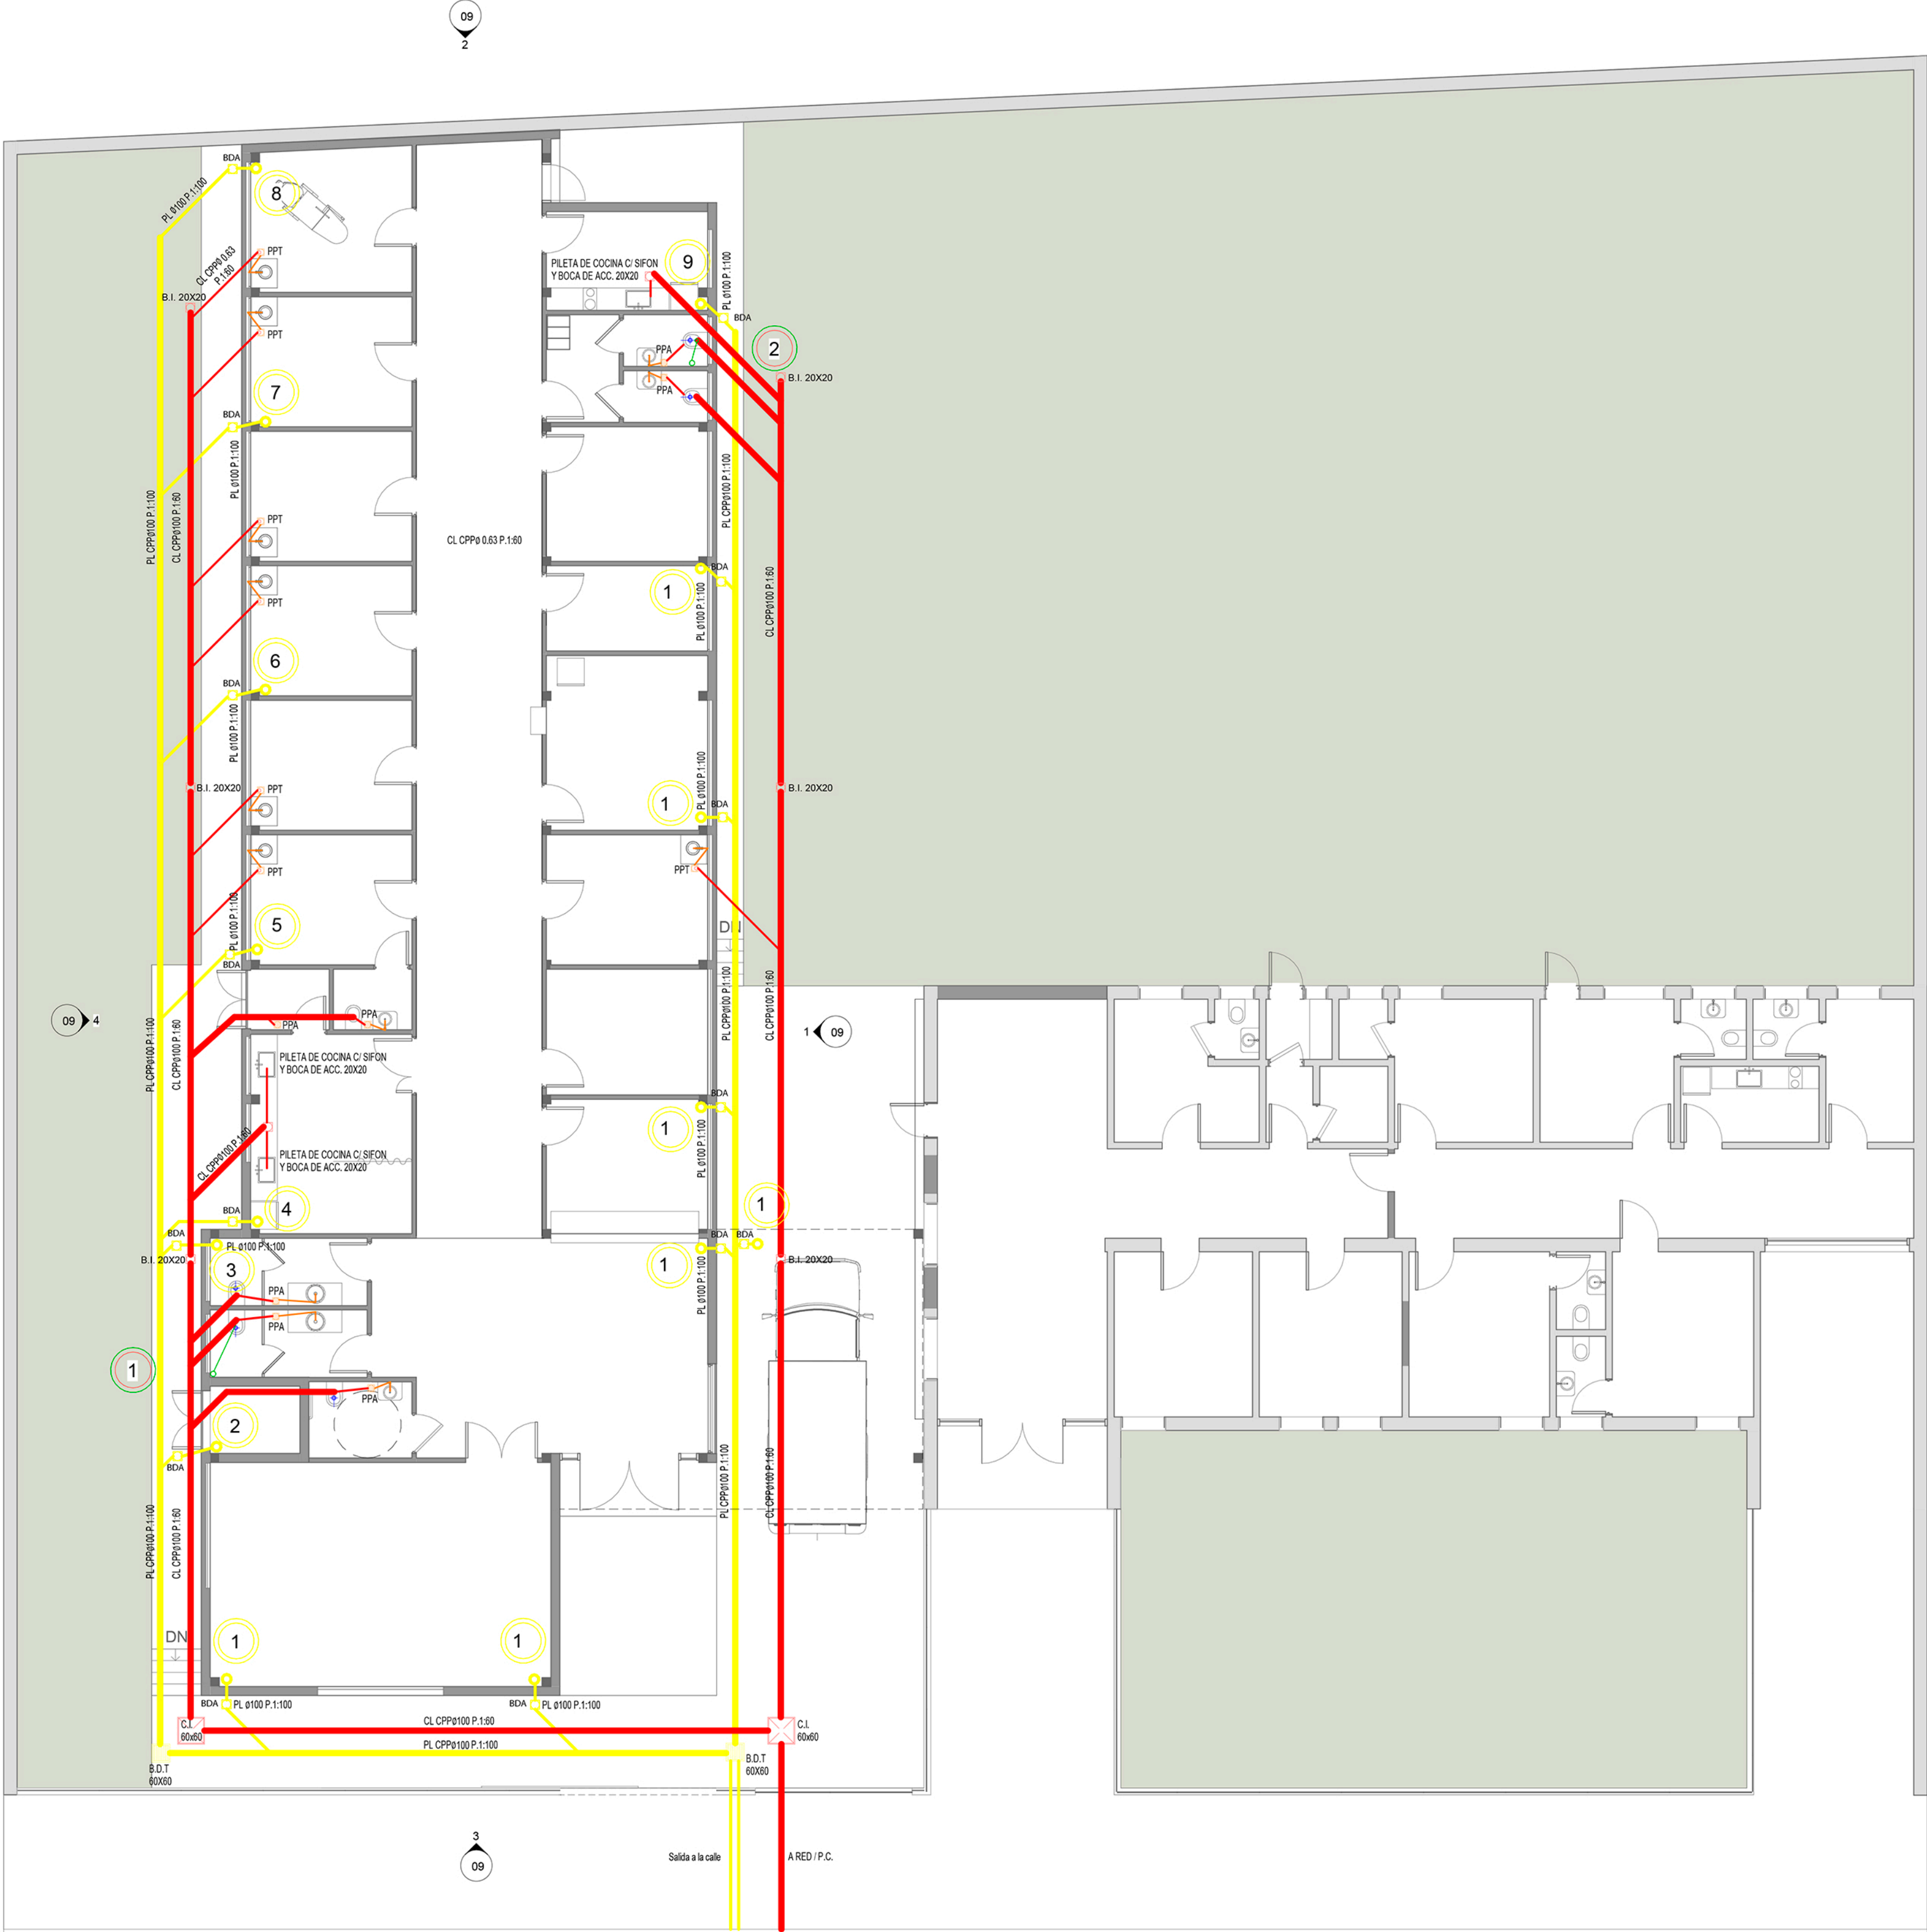 09
2
BDA
8
PL Ø100 P.1:100
PPT
CL CPPØ 0.63
P.1:60
B.I. 20X20
PILETA DE COCINA C/ SIFON
Y BOCA DE ACC. 20X20
9
PL Ø100 P.1:100
BDA
PPT
PPA
PPA
2
B.I. 20X20
7
BDA
PL Ø100 P.1:100
PL CPPØ100 P.1:100
CL CPPØ100 P.1:60
PPT
CL CPPØ 0.63 P.1:60
PL CPPØ100 P.1:100
BDA
1
PL Ø100 P.1:100
CL CPPØ100 P.1:60
PPT
6
BDA
PL Ø100 P.1:100
B.I. 20X20
PPT
PL Ø100 P.1:100
1
BDA
B.I. 20X20
PPT
PPT
PL Ø100 P.1:100
5
BDA
DN
09
4
PPA
PPA
PL CPPØ100 P.1:100
CL CPPØ100 P.1:60
PL CPPØ100 P.1:100
CL CPPØ100 P.1:60
1
09
PILETA DE COCINA C/ SIFON
Y BOCA DE ACC. 20X20
BDA
1
PL Ø100 P.1:100
CL CPPØ100 P.1:60
PILETA DE COCINA C/ SIFON
Y BOCA DE ACC. 20X20
4
BDA
1
BDA
PL Ø100 P.1:100
BDA
BDA
B.I. 20X20
3
1
PL Ø100 P.1:100
B.I. 20X20
PPA
PPA
1
PPA
2
BDA
PL CPPØ100 P.1:100
CL CPPØ100 P.1:60
PL CPPØ100 P.1:100
CL CPPØ100 P.1:60
DN
1
1
BDA
PL Ø100 P.1:100
BDA
PL Ø100 P.1:100
C.I.
60x60
CL CPPØ100 P.1:60
C.I.
60x60
PL CPPØ100 P.1:100
B.D.T
60X60
B.D.T
60X60
3
09
Salida a la calle
A RED / P.C.